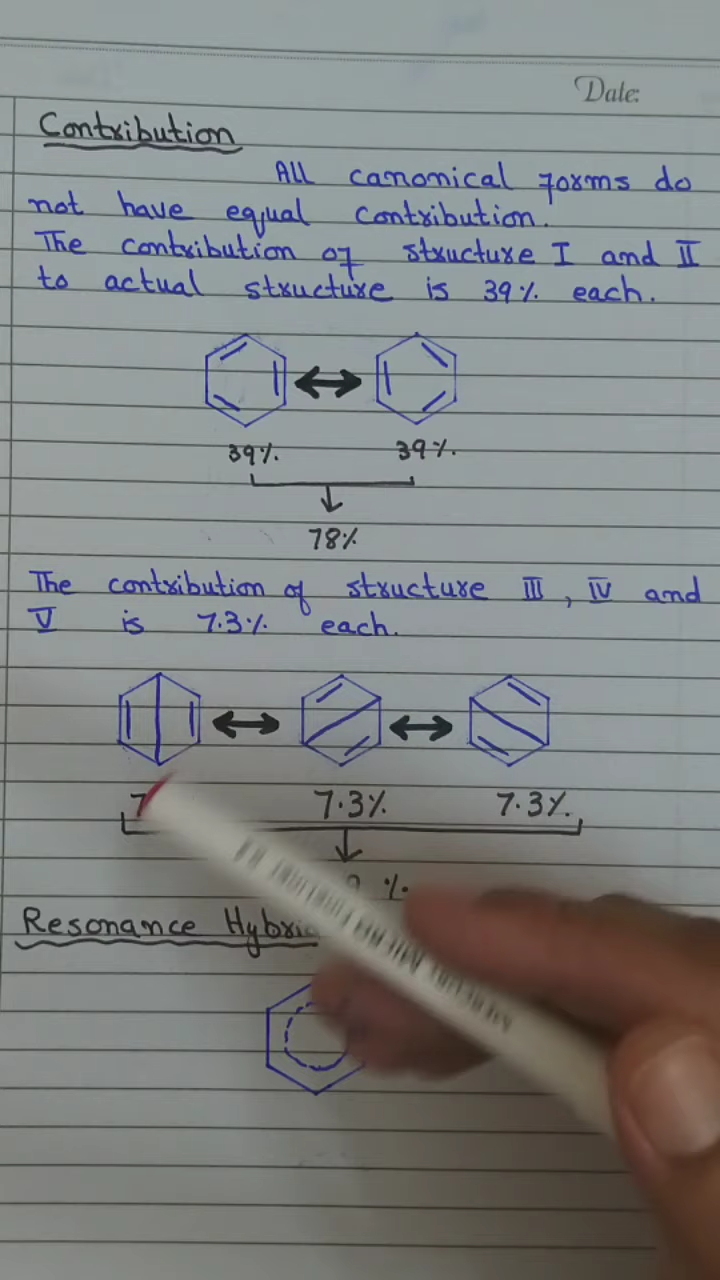 Date:
Contribution
All canonical forms do
not have equal contribution.
The contribution of structure I and II
to actual structure is 39% each.
39% 39%
78%
The contribution of structure III, IV and
V is 7.3% each.
7.3% 7.3%
%
Resonance